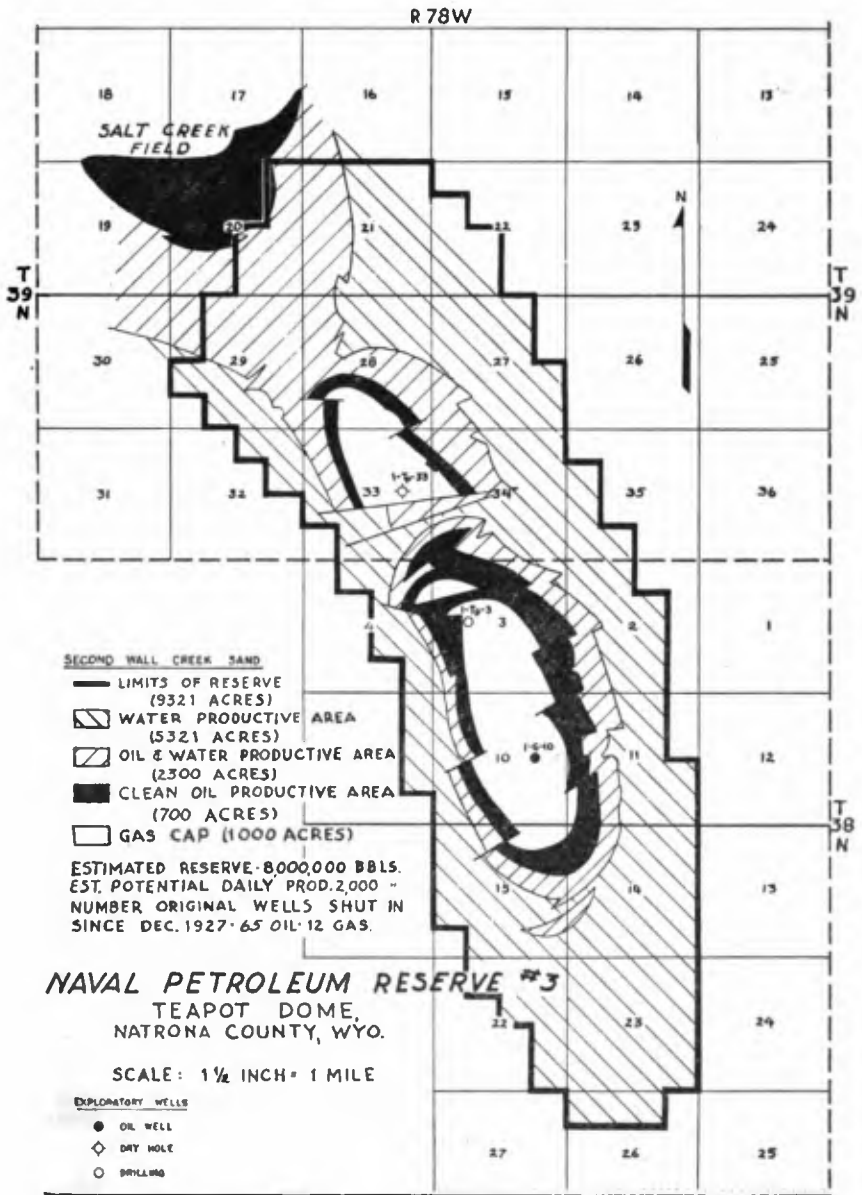 R 78W
18 17 16 15 14 13
SALT CREEK
FIELD
N
19 20 21 22 23 24
T
39
N
T
39
N
30 29 28 27 26 25
31 32 33 1-Tp-33 34 35 36
4 1-Tp-3 3 2 1
SECOND WALL CREEK SAND
LIMITS OF RESERVE
(9321 ACRES)
WATER PRODUCTIVE AREA
(5321 ACRES)
OIL & WATER PRODUCTIVE AREA
(2300 ACRES)
CLEAN OIL PRODUCTIVE AREA
(700 ACRES)
GAS CAP (1000 ACRES)
10 1-G-10 11 12
T
38
N
ESTIMATED RESERVE-8,000,000 BBLS.
EST. POTENTIAL DAILY PROD. 2,000 "
NUMBER ORIGINAL WELLS SHUT IN
SINCE DEC. 1927-65 OIL-12 GAS.
15 14 13
NAVAL PETROLEUM RESERVE #3
TEAPOT DOME,
NATRONA COUNTY, WYO.
22 23 24
SCALE: 1½ INCH = 1 MILE
EXPLORATORY WELLS
OIL WELL
DRY HOLE
DRILLING
27 26 25